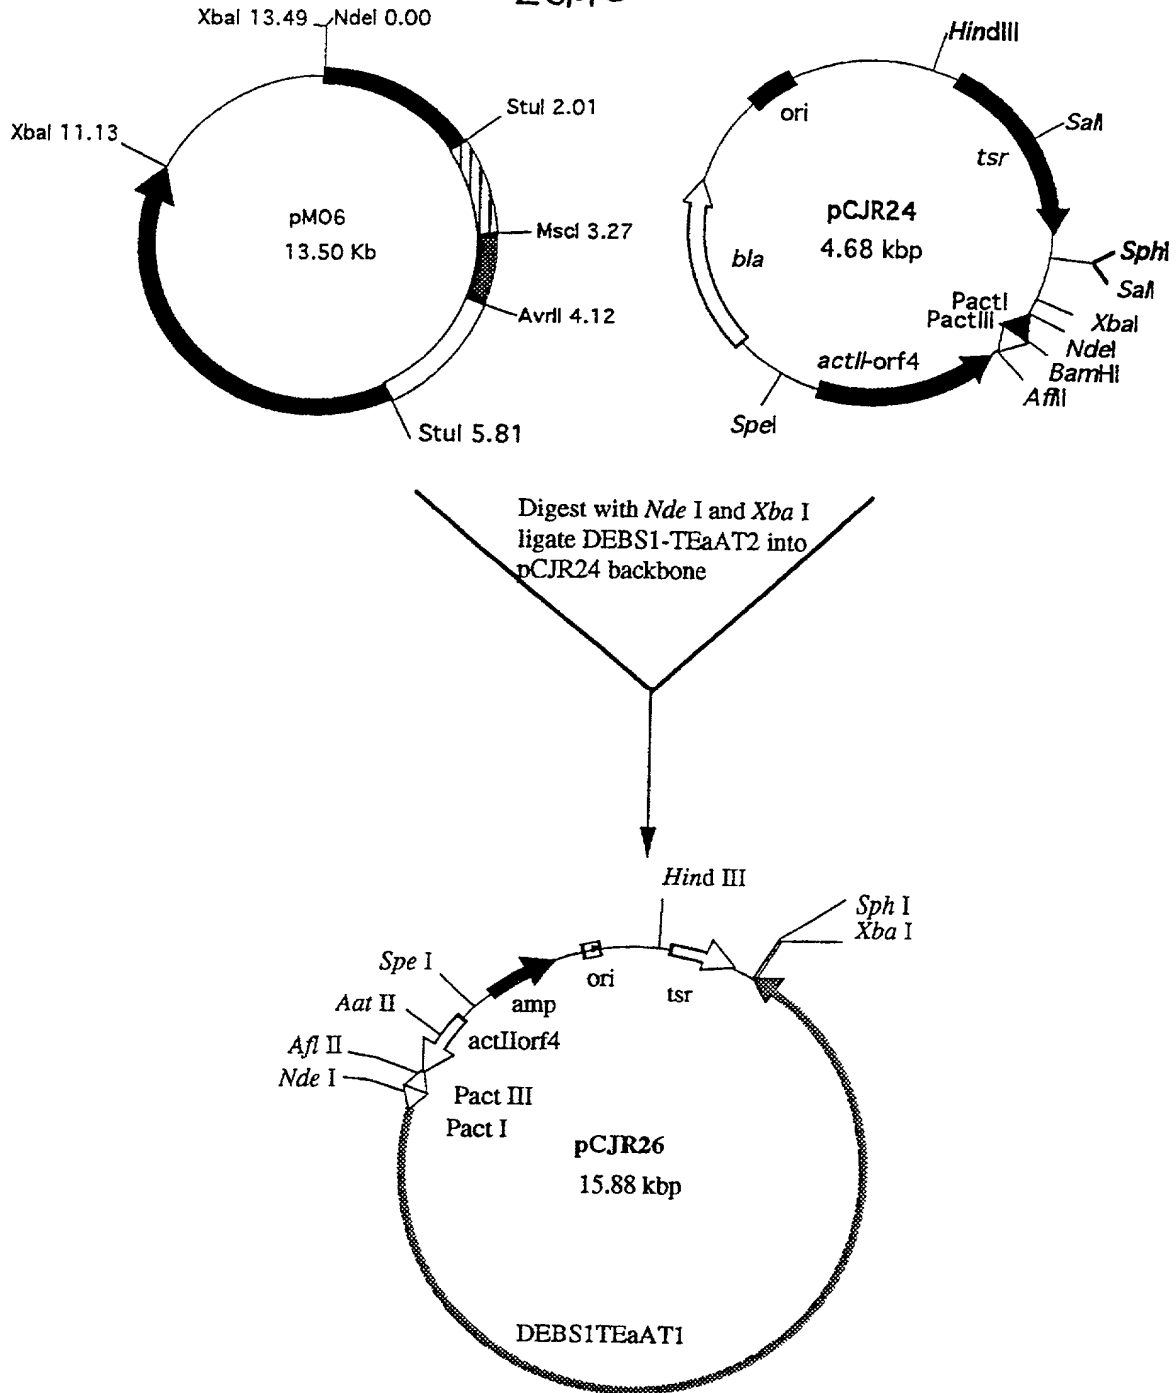 XbaI 13.49
NdeI 0.00
StuI 2.01
XbaI 11.13
pMO6
13.50 Kb
MscI 3.27
AvrII 4.12
StuI 5.81
HindIII
ori
SalI
tsr
pCJR24
4.68 kbp
bla
SphI
SalI
PactI
PactIII
XbaI
NdeI
BamHI
AflII
actII-orf4
SpeI
Digest with Nde I and Xba I
ligate DEBS1-TEaAT2 into
pCJR24 backbone
Hind III
Sph I
Xba I
Spe I
ori
tsr
amp
Aat II
actIIorf4
Afl II
Nde I
Pact III
Pact I
pCJR26
15.88 kbp
DEBS1TEaAT1